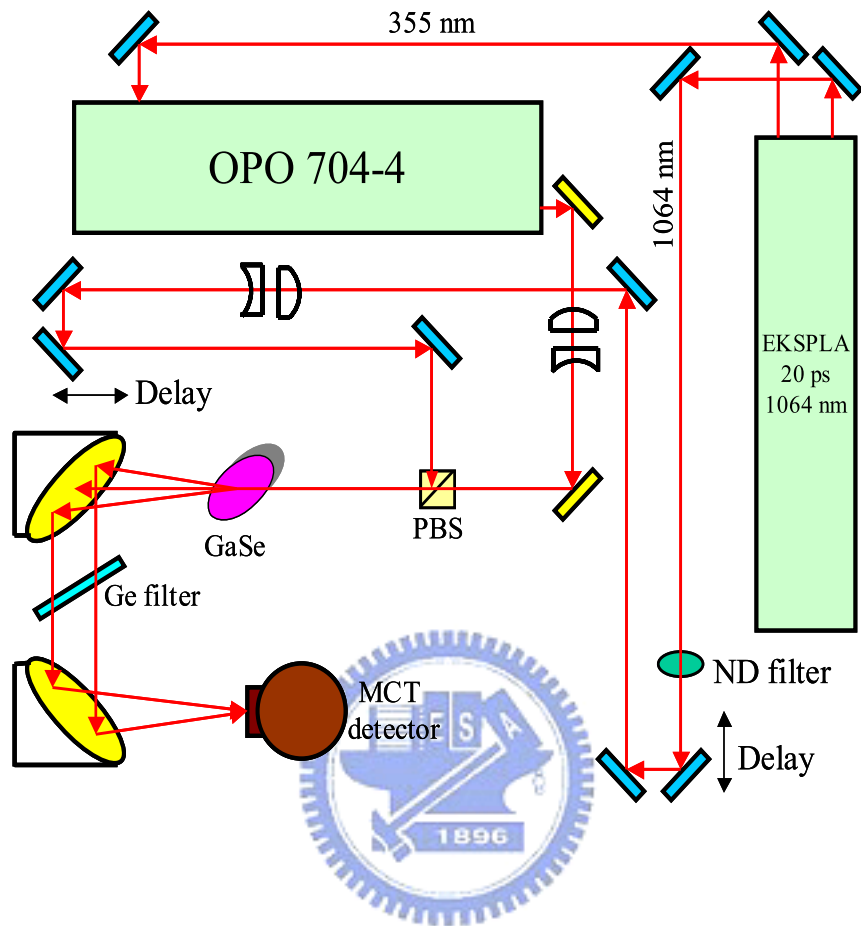 355 nm
OPO 704-4
1064 nm
EKSPLA
20 ps
1064 nm
Delay
PBS
GaSe
Ge filter
ND filter
MCT
detector
Delay
E S A
1896